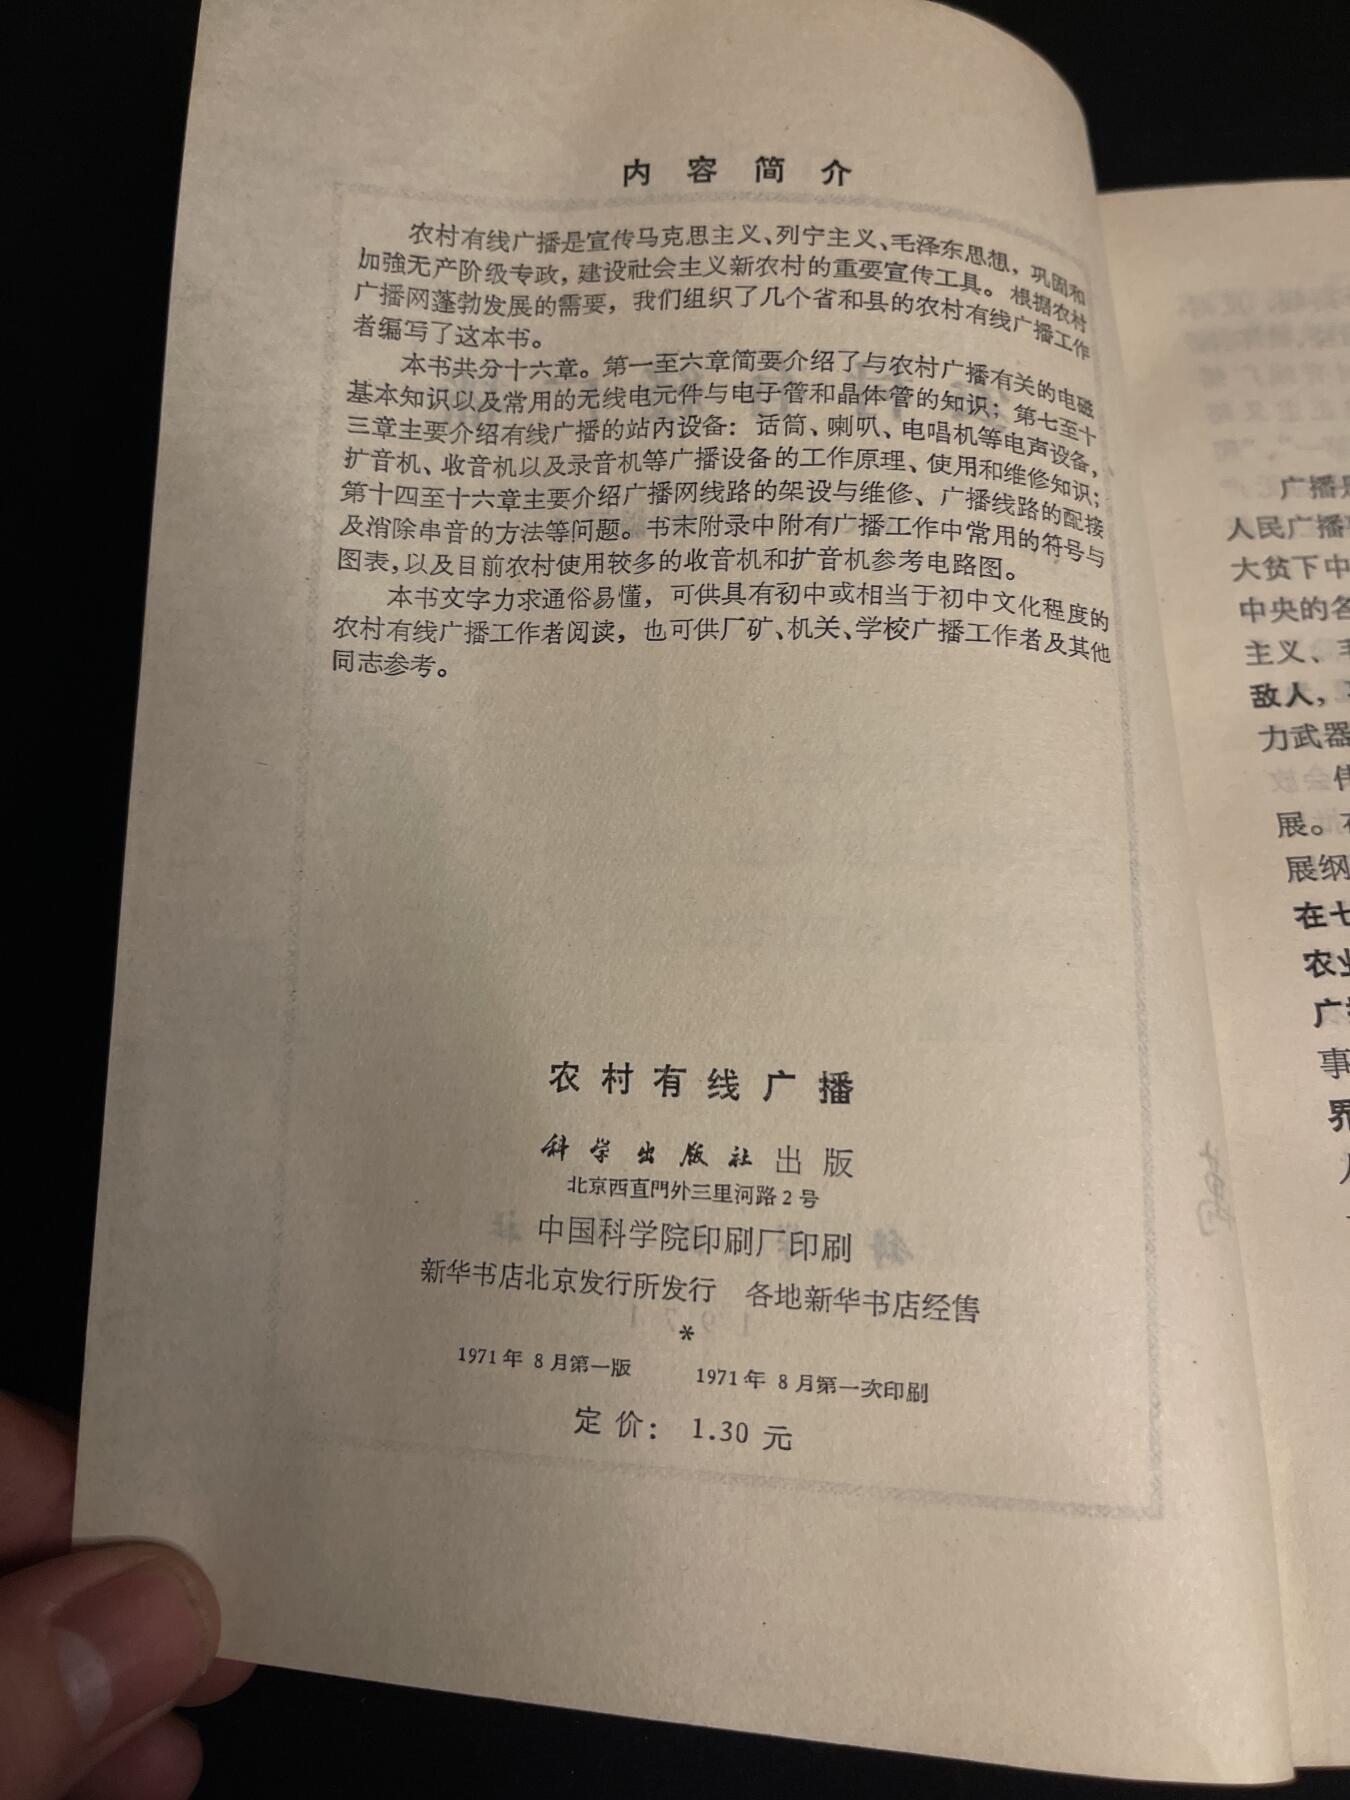 内容简介
农村有线广播是宣传马克思主义、列宁主义、毛泽东思想，巩固和
加強无产阶级专政，建设社会主义新农村的重要宣传工具。根据农村
广播网蓬勃发展的需要，我们组织了几个省和县的农村有线广播工作
者编写了这本书。
本书共分十六章。第一至六章简要介绍了与农村广播有关的电磁
基本知识以及常用的无线电元件与电子管和晶体管的知识；第七至十
三章主要介绍有线广播的站内设备：话筒、喇叭、电唱机等电声设备，
扩音机、收音机以及录音机等广播设备的工作原理、使用和维修知识；
第十四至十六章主要介绍广播网线路的架设与维修、广播线路的配接
及消除串音的方法等问题。书末附录中附有广播工作中常用的符号与
图表，以及目前农村使用较多的收音机和扩音机参考电路图。
本书文字力求通俗易懂，可供具有初中或相当于初中文化程度的
农村有线广播工作者阅读，也可供厂矿、机关、学校广播工作者及其他
同志参考。
农村有线广播
科学出版社 出版
北京西直門外三里河路2号
中国科学院印刷厂印刷
新华书店北京发行所发行 各地新华书店经售
*
1971年8月第一版 1971年8月第一次印刷
定价： 1.30 元
广播是
人民广播
大贫下中
中央的各
主义、毛
敌人，
力武器
展。
展纲
在七
农业
广播
事
界